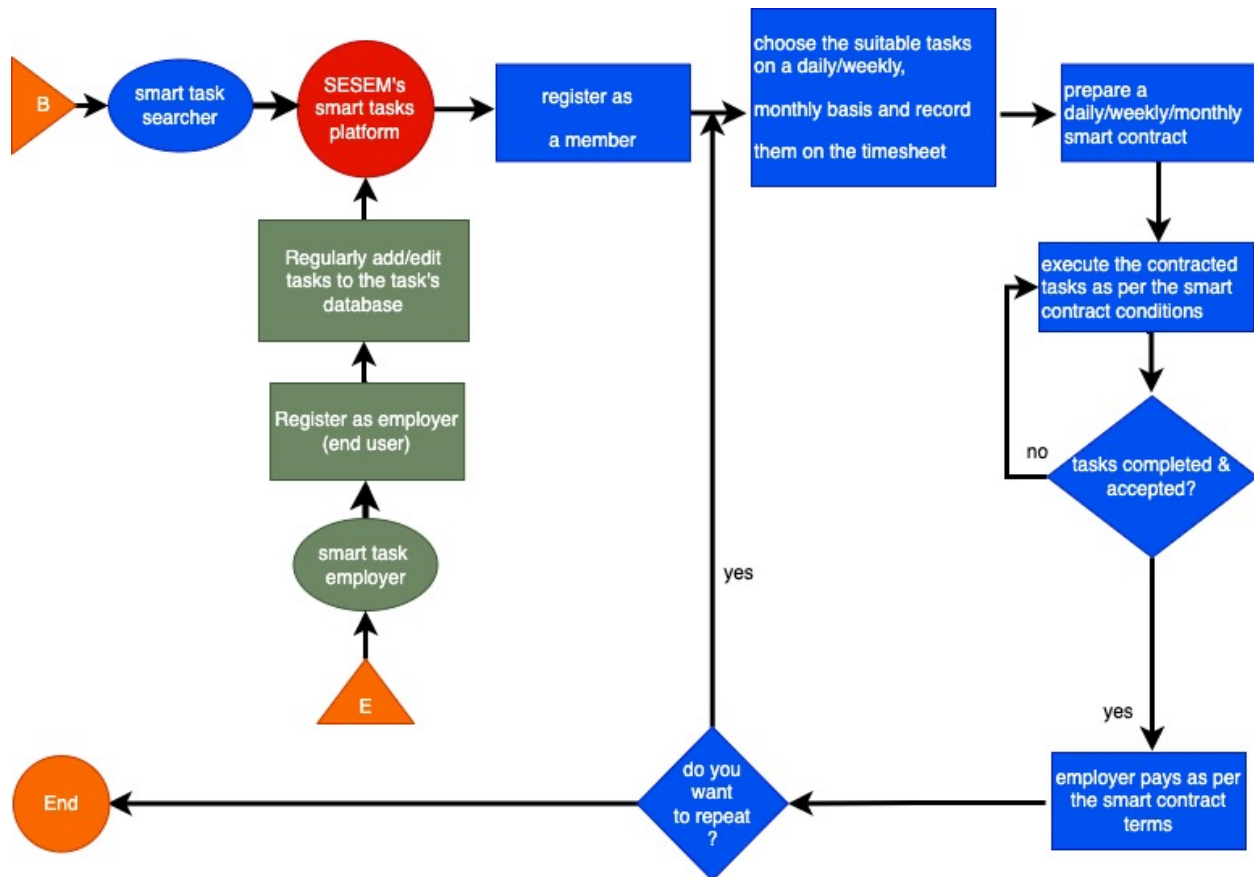 B
smart task
searcher
SESEM's
smart tasks
platform
register as
a member
choose the suitable tasks
on a daily/weekly,
monthly basis and record
them on the timesheet
prepare a
daily/weekly/monthly
smart contract
Regularly add/edit
tasks to the task's
database
execute the contracted
tasks as per the smart
contract conditions
Register as employer
(end user)
no
tasks completed &
accepted?
smart task
employer
yes
E
yes
End
do you
want
to repeat
?
employer pays as per
the smart contract
terms